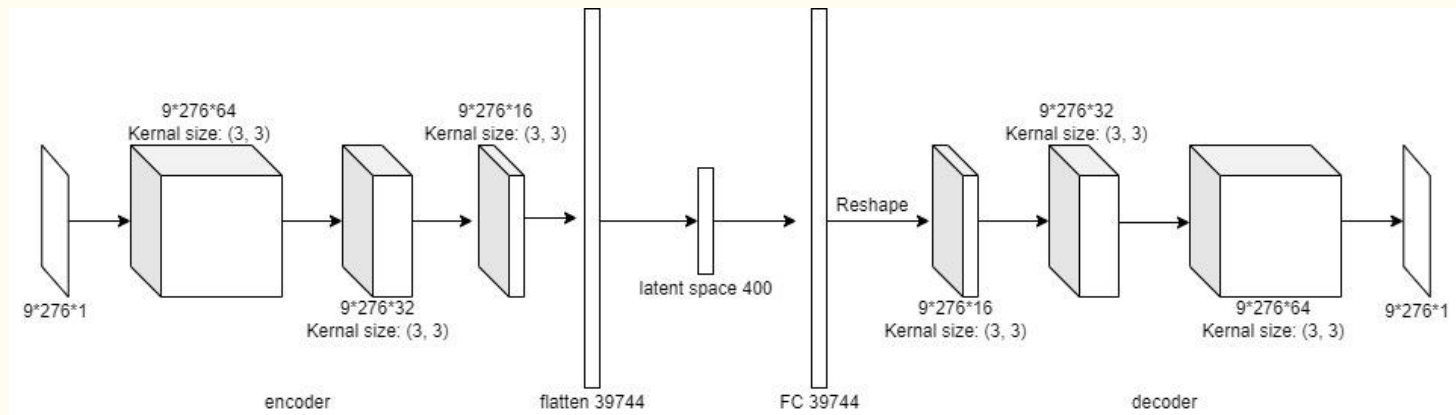 9*276*64
Kernal size: (3, 3)
9*276*16
Kernal size: (3, 3)
9*276*32
Kernal size: (3, 3)
Reshape
latent space 400
9*276*1
9*276*32
Kernal size: (3, 3)
9*276*16
Kernal size: (3, 3)
9*276*64
Kernal size: (3, 3)
9*276*1
encoder
flatten 39744
FC 39744
decoder